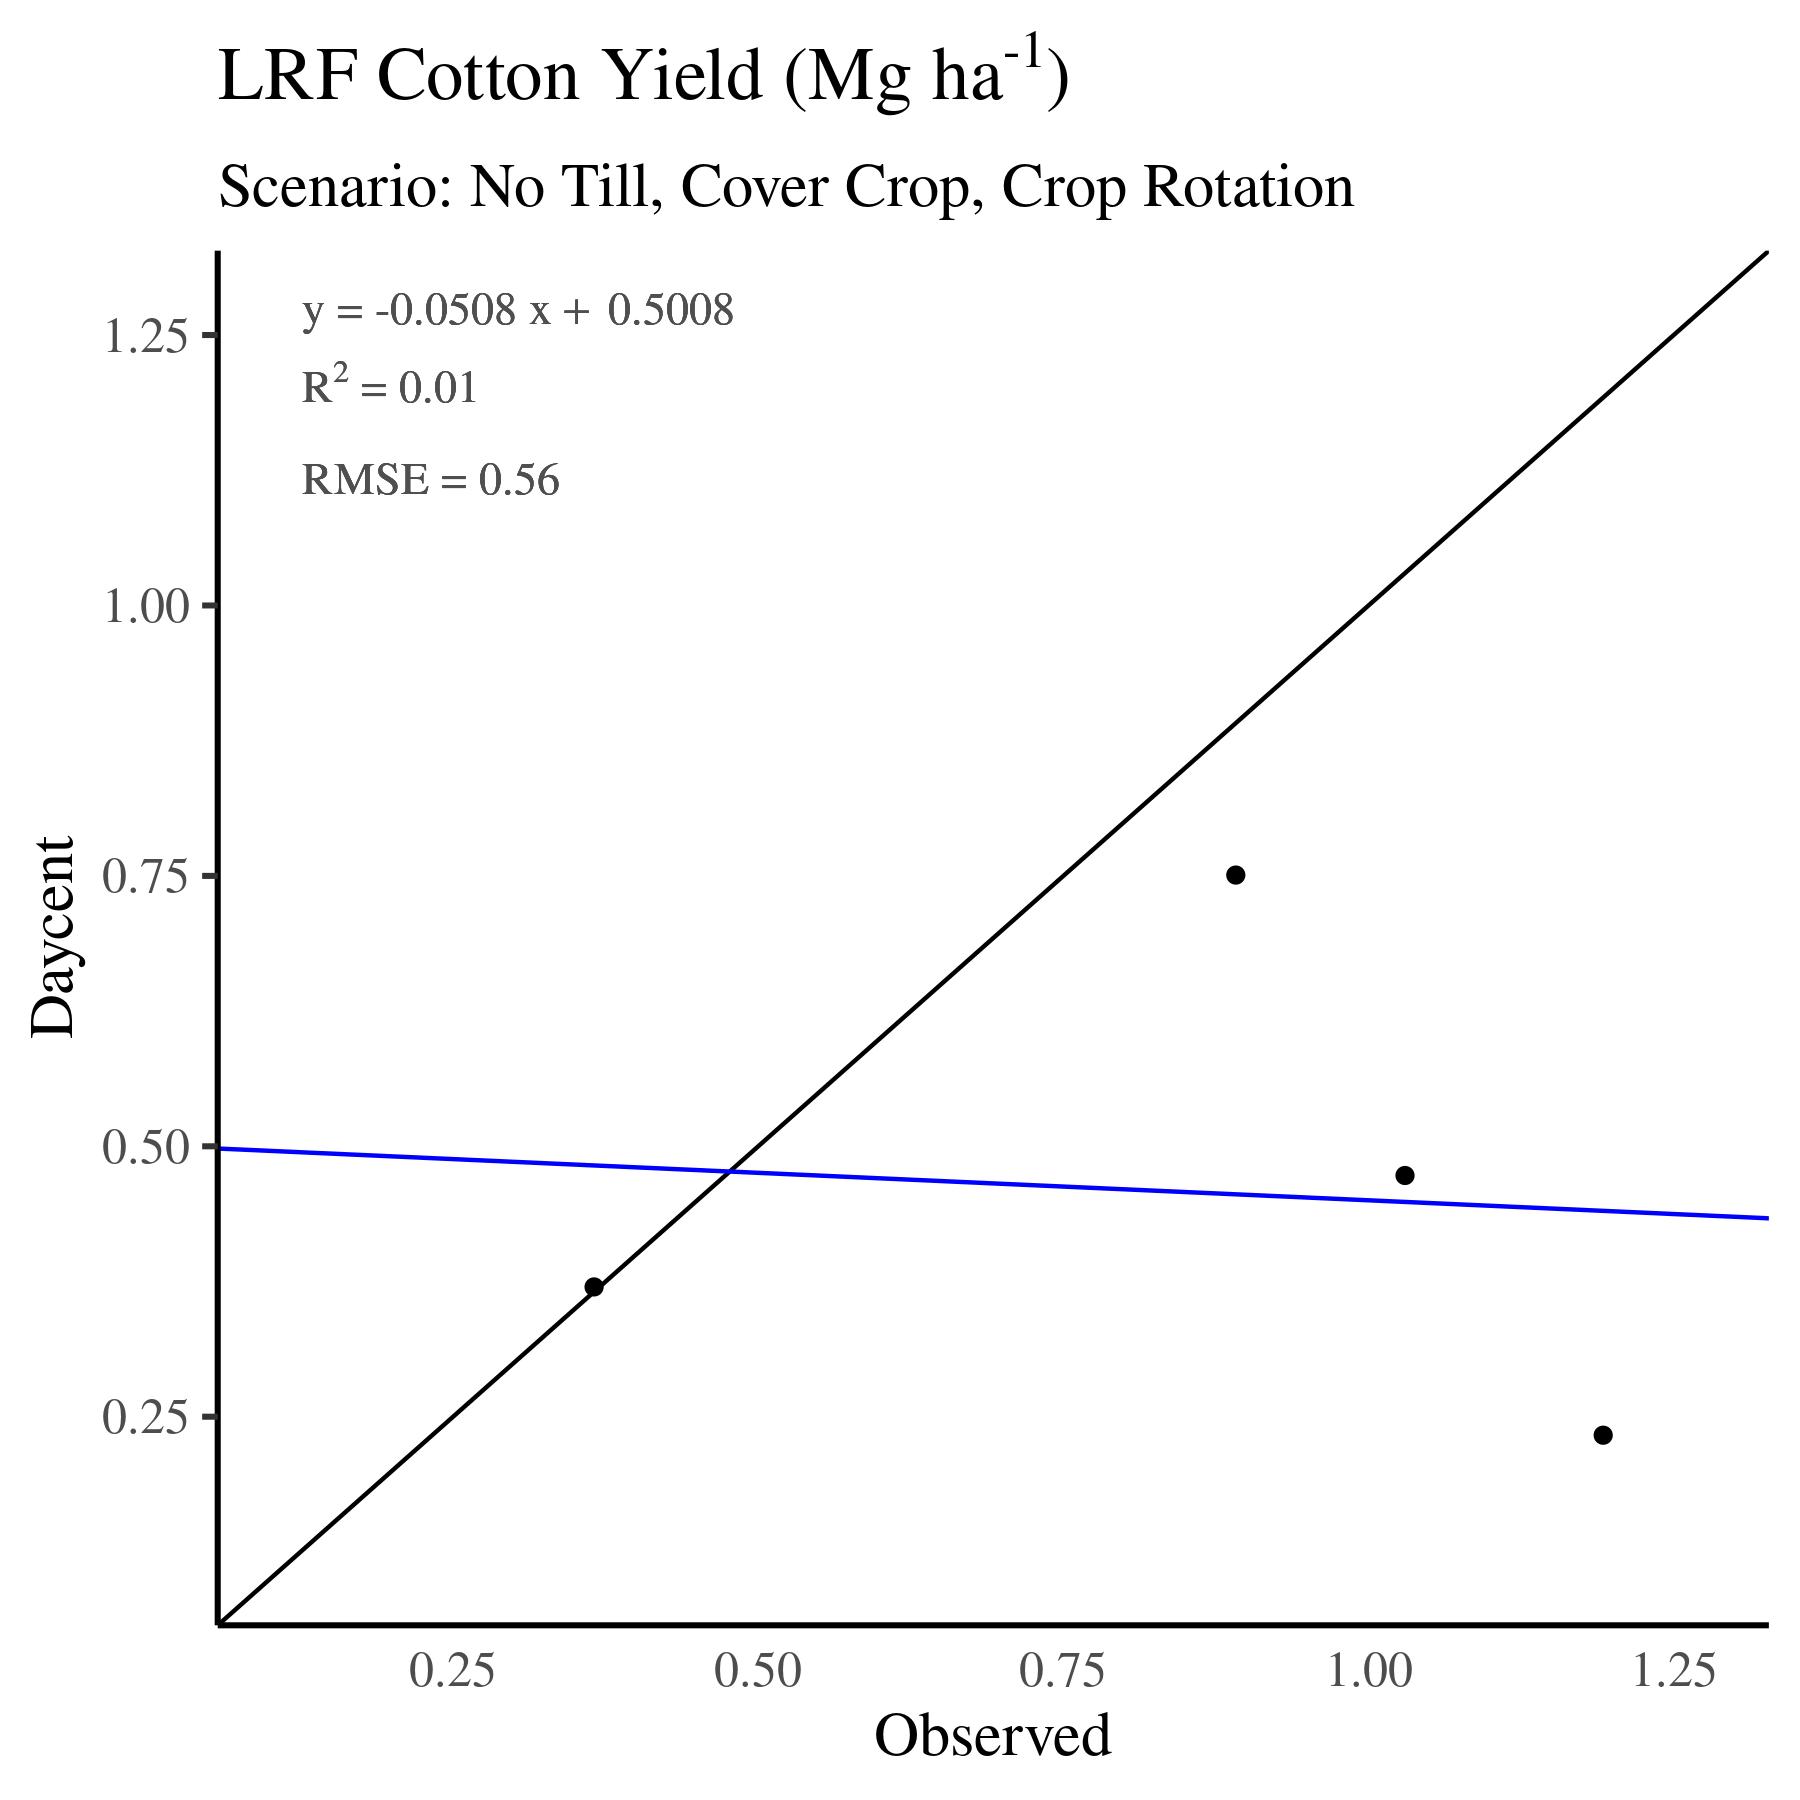 LRF Cotton Yield (Mg ha⁻¹)
Scenario: No Till, Cover Crop, Crop Rotation
y = -0.0508 x + 0.5008
R² = 0.01
RMSE = 0.56
1.25
1.00
0.75
0.50
0.25
Daycent
0.25 0.50 0.75 1.00 1.25
Observed